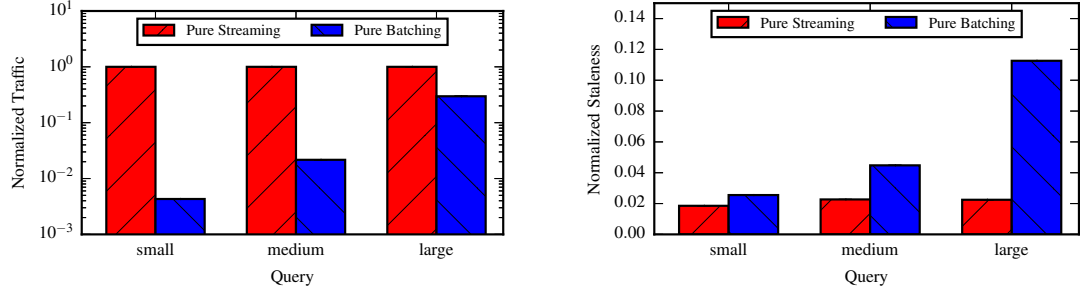 Pure Streaming
Pure Batching
Normalized Traffic
10^1
10^0
10^-1
10^-2
10^-3
small
medium
large
Query
Pure Streaming
Pure Batching
Normalized Staleness
0.14
0.12
0.10
0.08
0.06
0.04
0.02
0.00
small
medium
large
Query